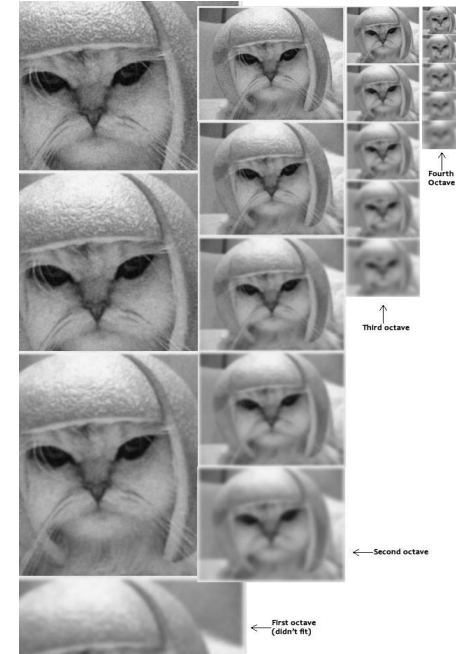 Fourth
Octave
Third octave
Second octave
First octave
(didn't fit)